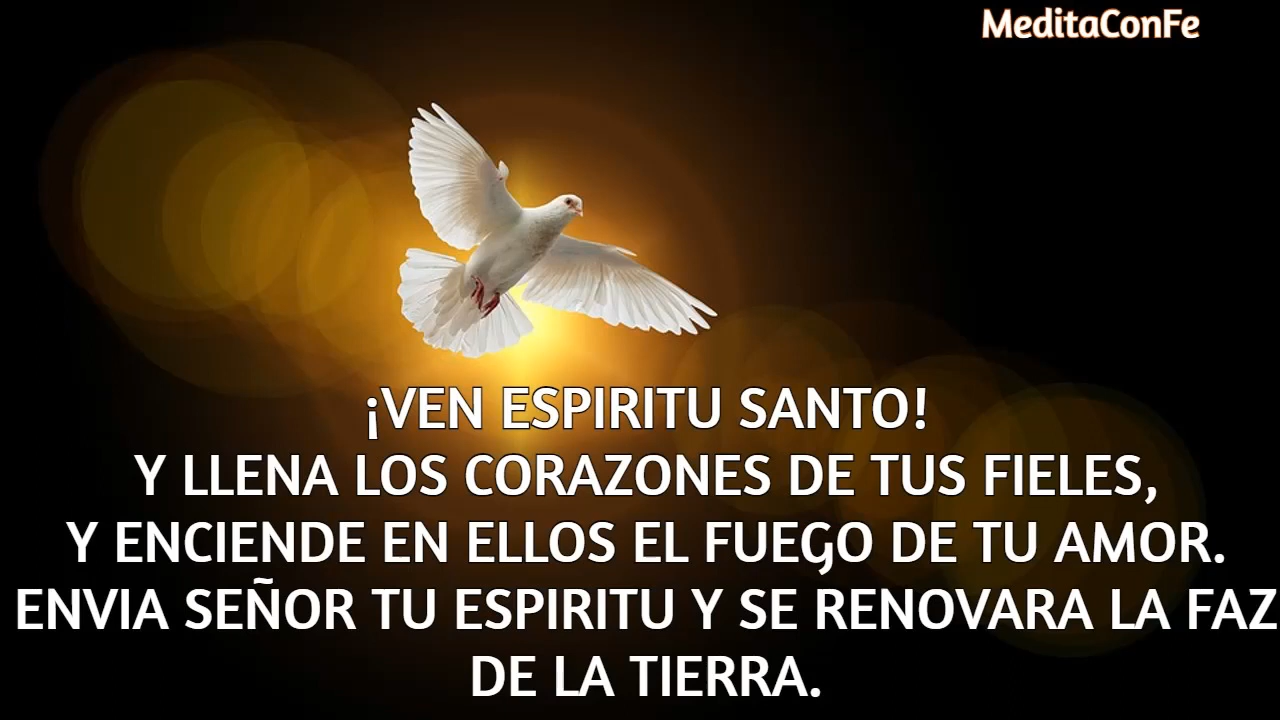 MeditaConFe
¡VEN ESPIRITU SANTO!
Y LLENA LOS CORAZONES DE TUS FIELES,
Y ENCIENDE EN ELLOS EL FUEGO DE TU AMOR.
ENVIA SEÑOR TU ESPIRITU Y SE RENOVARA LA FAZ
DE LA TIERRA.